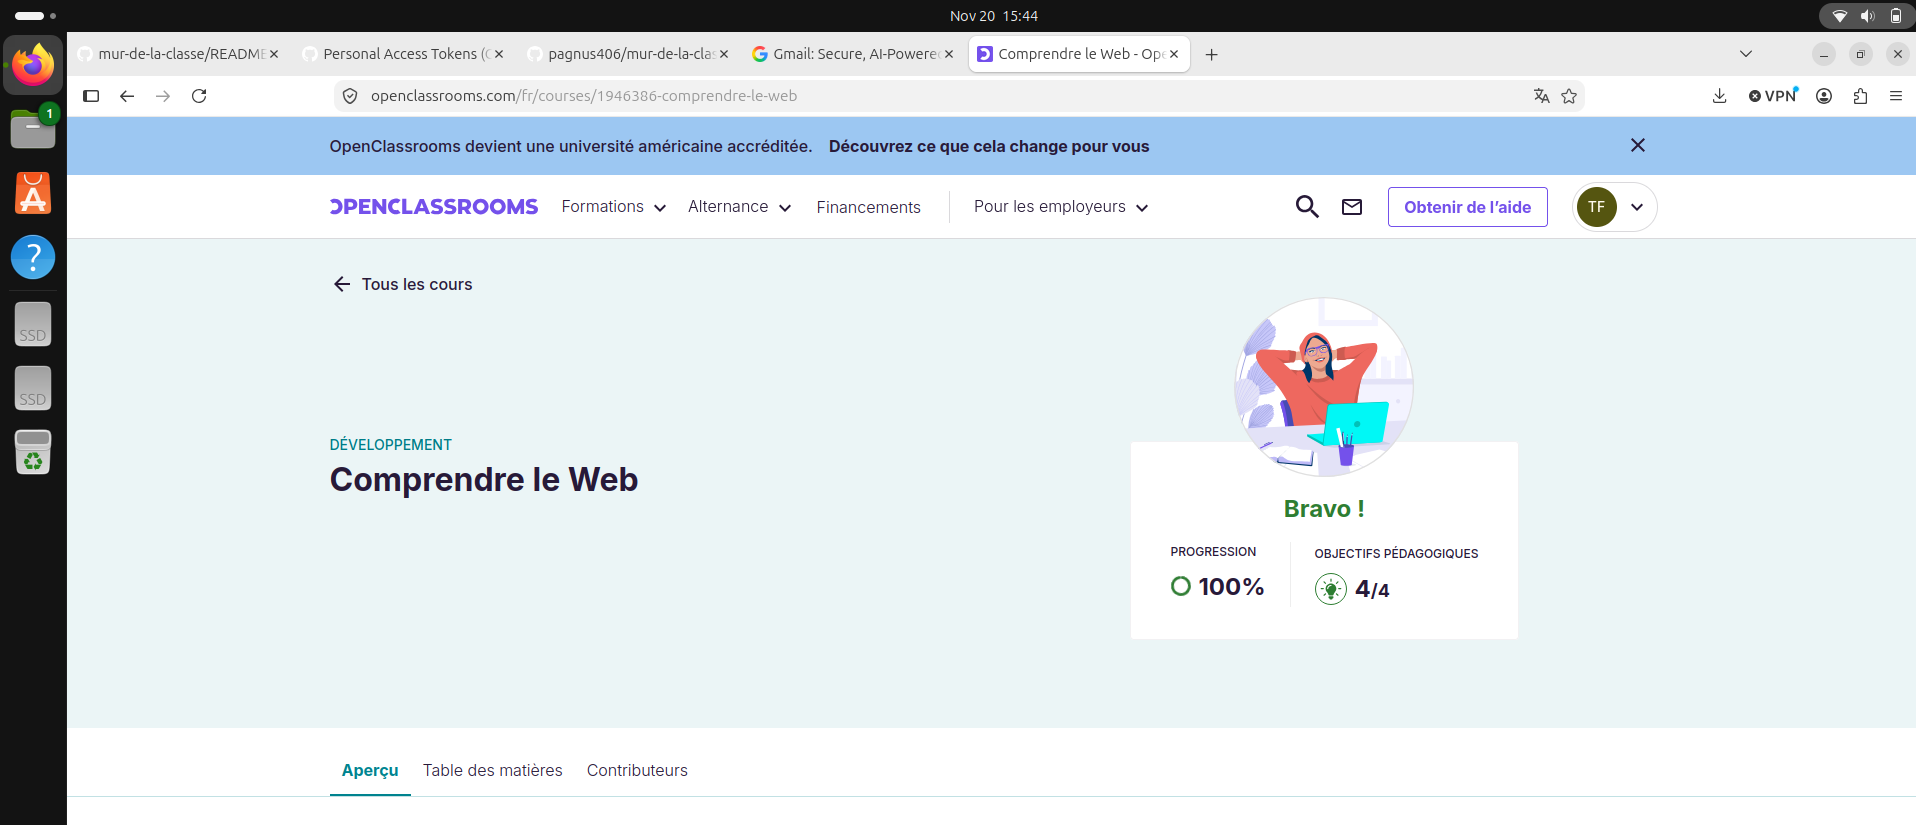 Nov 20 15:44
mur-de-la-classe/README
Personal Access Tokens (
pagnus406/mur-de-la-clas
Gmail: Secure, AI-Powere
Comprendre le Web - Op
openclassrooms.com/fr/courses/1946386-comprendre-le-web
VPN
1
OpenClassrooms devient une université américaine accréditée. Découvrez ce que cela change pour vous
OPENCLASSROOMS
Formations
Alternance
Financements
Pour les employeurs
Obtenir de l’aide
TF
SSD
SSD
Tous les cours
DÉVELOPPEMENT
Comprendre le Web
Bravo !
PROGRESSION
100%
OBJECTIFS PÉDAGOGIQUES
4/4
Aperçu
Table des matières
Contributeurs